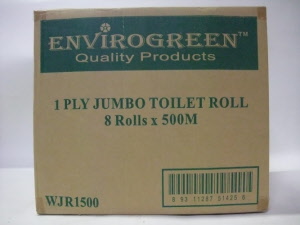 ENVIROGREEN™
Quality Products
1 PLY JUMBO TOILET ROLL
8 Rolls x 500M
WJR1500